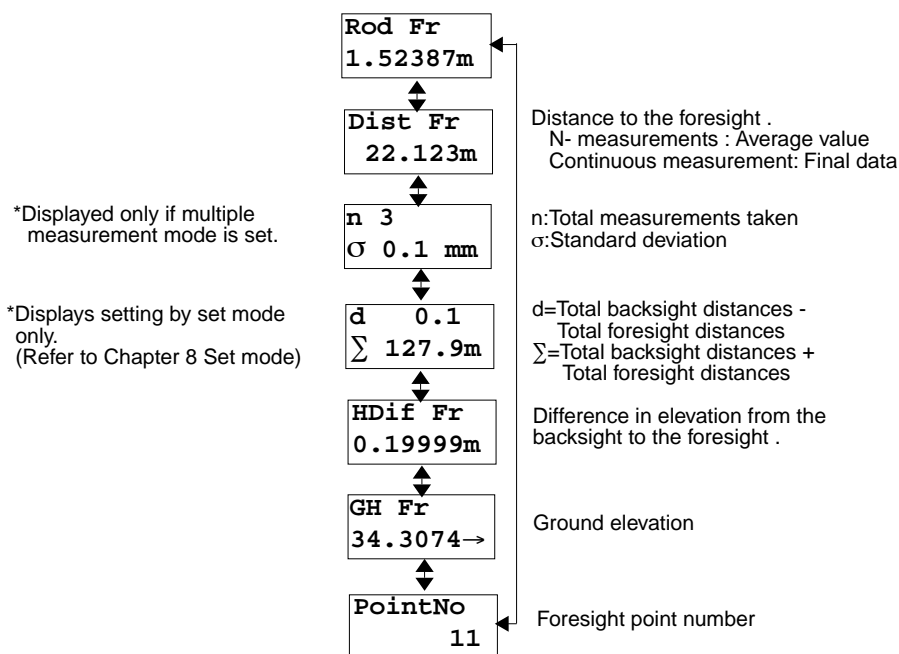 Rod Fr
1.52387m
Dist Fr
22.123m
Distance to the foresight .
N- measurements : Average value
Continuous measurement: Final data
*Displayed only if multiple
measurement mode is set.
n 3
σ 0.1 mm
n:Total measurements taken
σ:Standard deviation
*Displays setting by set mode
only.
(Refer to Chapter 8 Set mode)
d 0.1
∑ 127.9m
d=Total backsight distances -
Total foresight distances
∑=Total backsight distances +
Total foresight distances
HDif Fr
0.19999m
Difference in elevation from the
backsight to the foresight .
GH Fr
34.3074→
Ground elevation
PointNo
11
Foresight point number